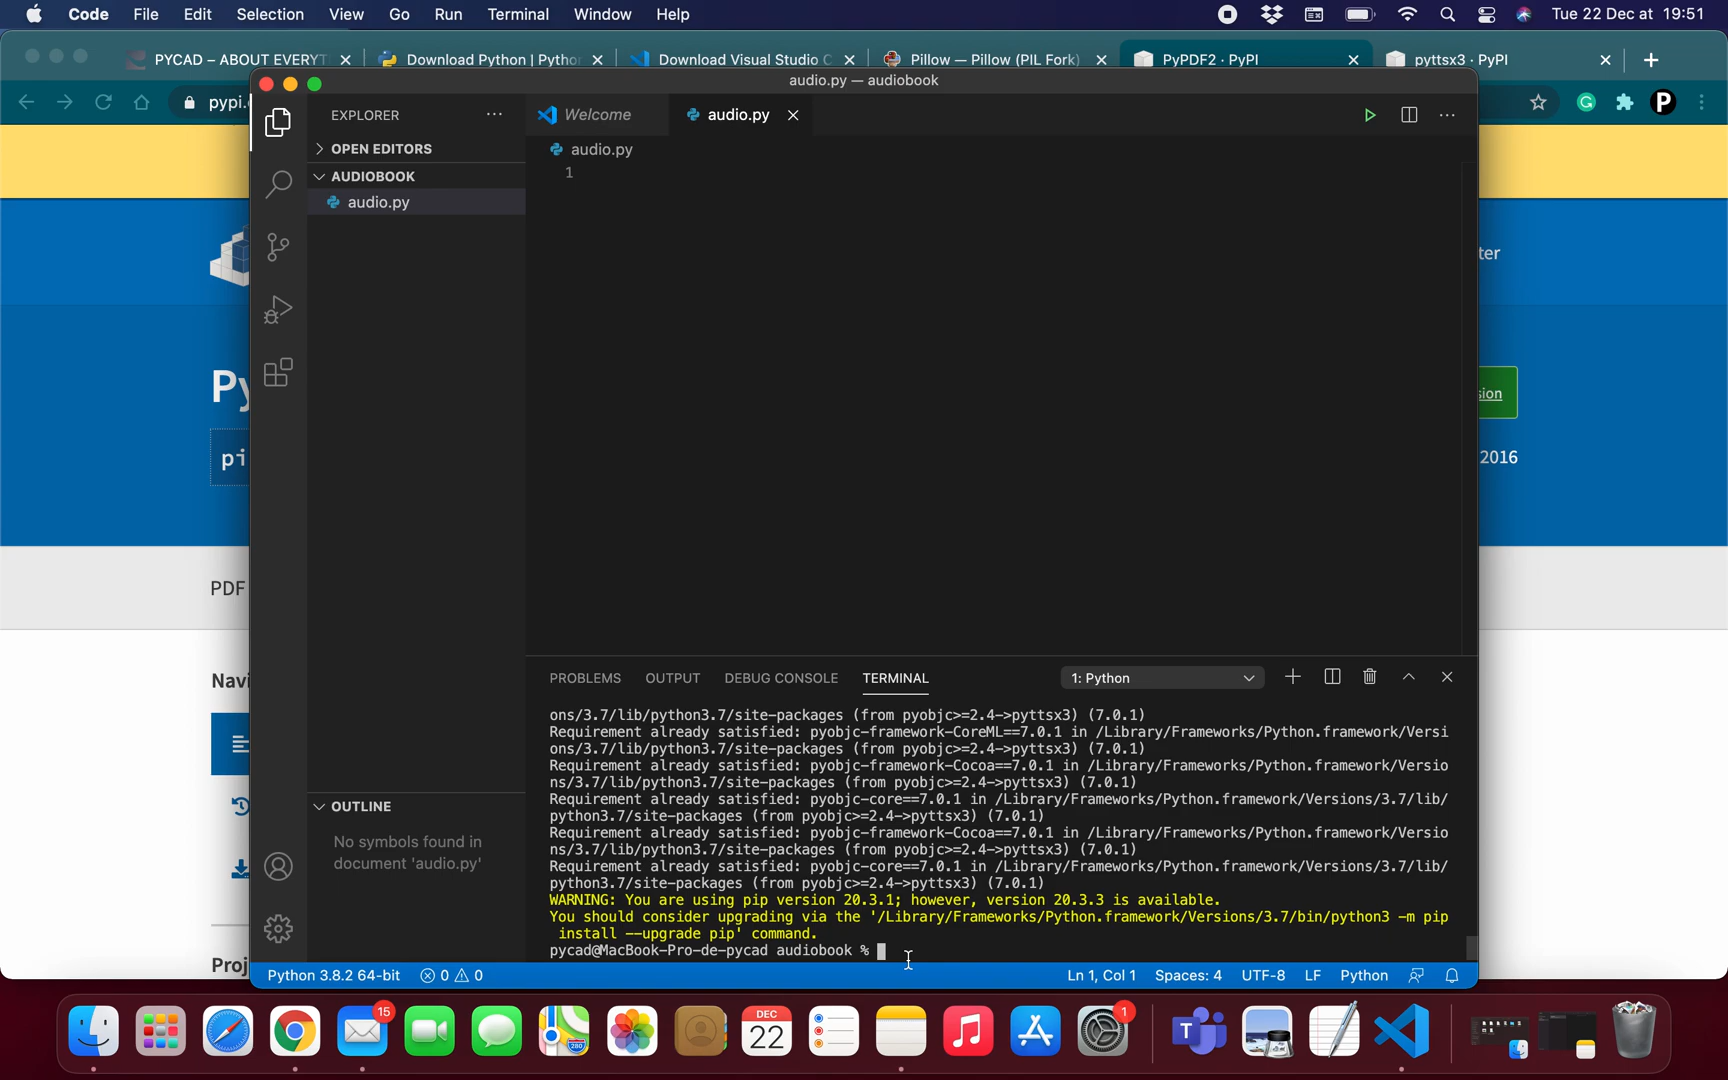 Code File Edit Selection View Go Run Terminal Window Help Tue 22 Dec at 19:51
PYCAD – ABOUT EVERYT Download Python | Pytho Download Visual Studio C Pillow — Pillow (PIL Fork) PyPDF2 · PyPI pyttsx3 · PyPI
audio.py — audiobook
pypi. P
EXPLORER Welcome audio.py
OPEN EDITORS audio.py
AUDIOBOOK 1
audio.py
ter
Py
sion
pi
2016
PDF
Navi
Proj
PROBLEMS OUTPUT DEBUG CONSOLE TERMINAL 1: Python
ons/3.7/lib/python3.7/site-packages (from pyobjc>=2.4->pyttsx3) (7.0.1)
Requirement already satisfied: pyobjc-framework-CoreML==7.0.1 in /Library/Frameworks/Python.framework/Versi
ons/3.7/lib/python3.7/site-packages (from pyobjc>=2.4->pyttsx3) (7.0.1)
Requirement already satisfied: pyobjc-framework-Cocoa==7.0.1 in /Library/Frameworks/Python.framework/Versio
ns/3.7/lib/python3.7/site-packages (from pyobjc>=2.4->pyttsx3) (7.0.1)
Requirement already satisfied: pyobjc-core==7.0.1 in /Library/Frameworks/Python.framework/Versions/3.7/lib/
python3.7/site-packages (from pyobjc>=2.4->pyttsx3) (7.0.1)
Requirement already satisfied: pyobjc-framework-Cocoa==7.0.1 in /Library/Frameworks/Python.framework/Versio
ns/3.7/lib/python3.7/site-packages (from pyobjc>=2.4->pyttsx3) (7.0.1)
Requirement already satisfied: pyobjc-core==7.0.1 in /Library/Frameworks/Python.framework/Versions/3.7/lib/
python3.7/site-packages (from pyobjc>=2.4->pyttsx3) (7.0.1)
WARNING: You are using pip version 20.3.1; however, version 20.3.3 is available.
You should consider upgrading via the '/Library/Frameworks/Python.framework/Versions/3.7/bin/python3 -m pip
install --upgrade pip' command.
pycad@MacBook-Pro-de-pycad audiobook %
OUTLINE
No symbols found in
document 'audio.py'
Python 3.8.2 64-bit 0 0 Ln 1, Col 1 Spaces: 4 UTF-8 LF Python
15 280 DEC 22 1 T